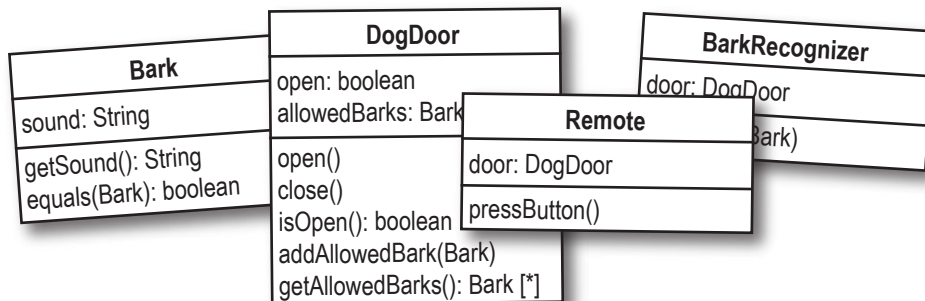 Bark
sound: String
getSound(): String
equals(Bark): boolean
DogDoor
open: boolean
allowedBarks: Bark
open()
close()
isOpen(): boolean
addAllowedBark(Bark)
getAllowedBarks(): Bark [*]
Remote
door: DogDoor
pressButton()
BarkRecognizer
door: DogDoor
Bark)